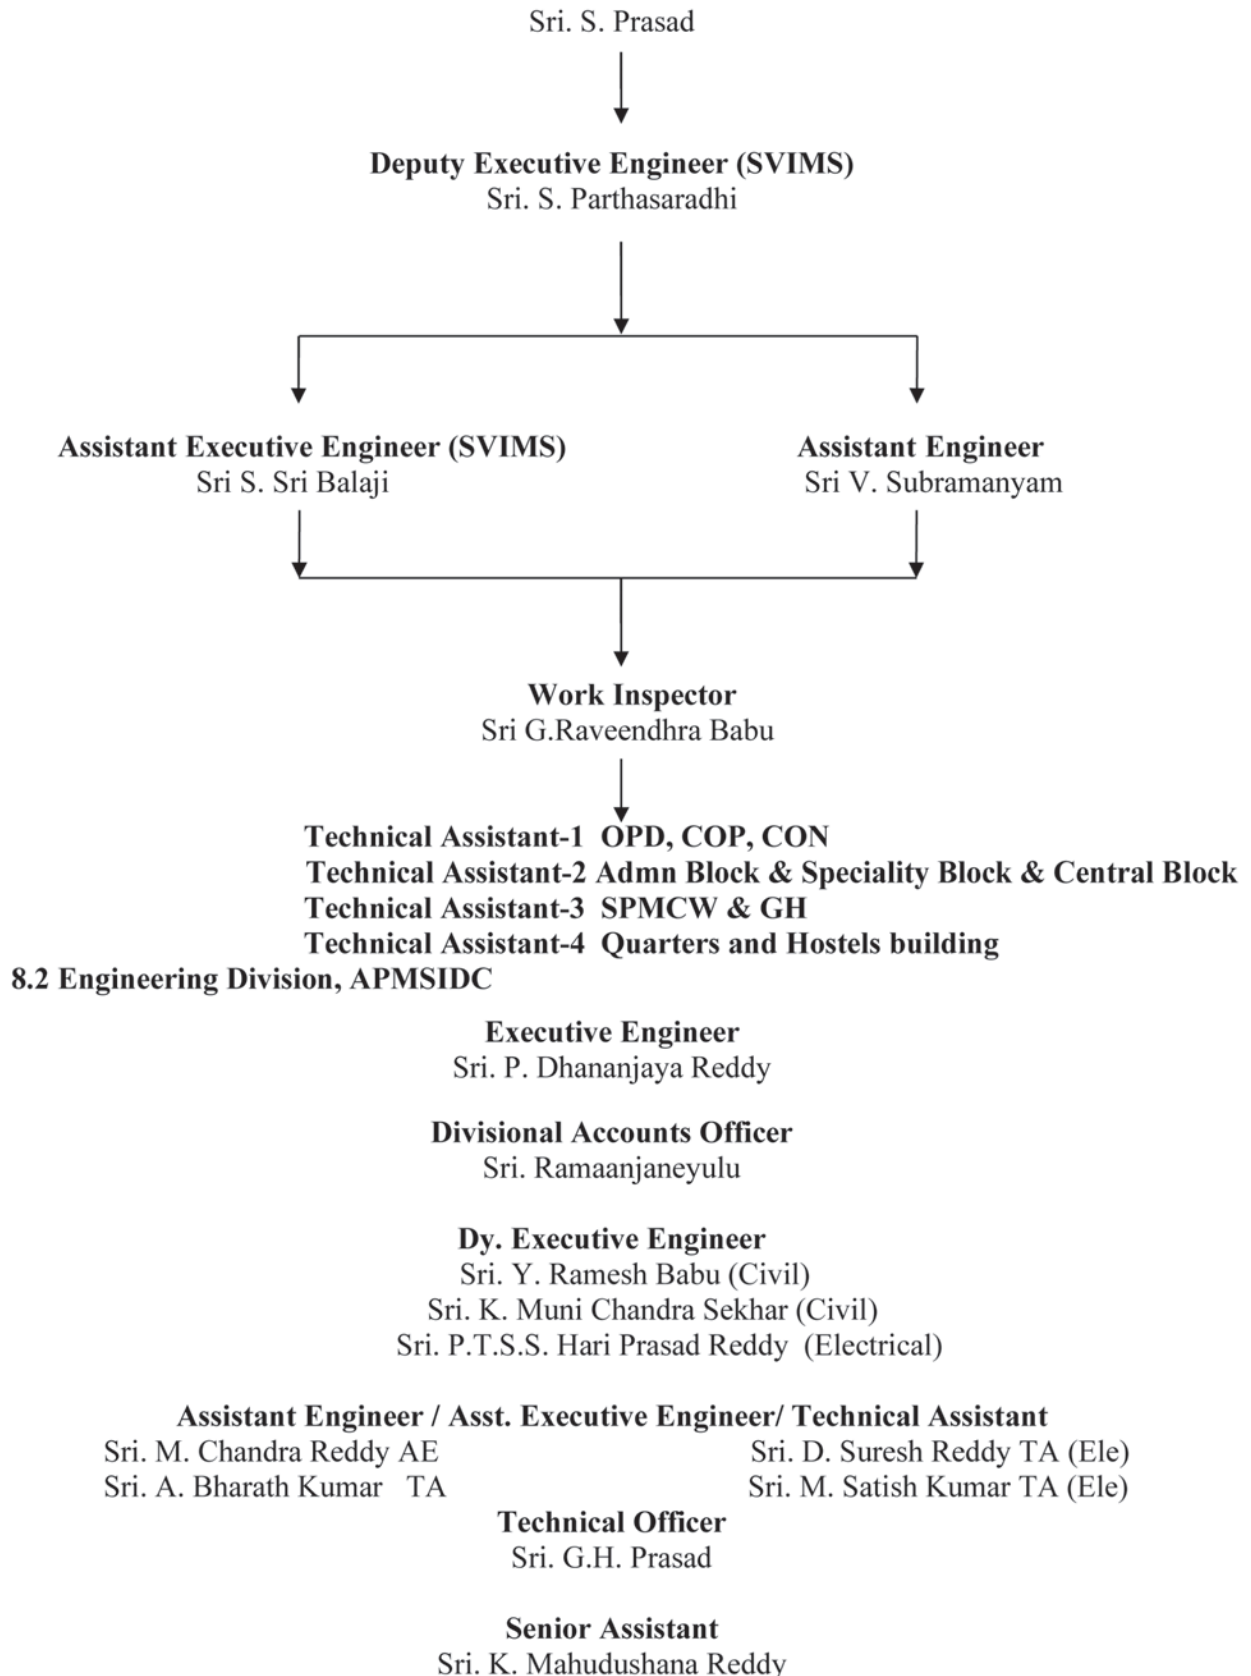 Sri. S. Prasad
Deputy Executive Engineer (SVIMS)
Sri. S. Parthasaradhi
Assistant Executive Engineer (SVIMS)
Sri S. Sri Balaji
Assistant Engineer
Sri V. Subramanyam
Work Inspector
Sri G.Raveendhra Babu
Technical Assistant-1 OPD, COP, CON
Technical Assistant-2 Admn Block & Speciality Block & Central Block
Technical Assistant-3 SPMCW & GH
Technical Assistant-4 Quarters and Hostels building
8.2 Engineering Division, APMSIDC
Executive Engineer
Sri. P. Dhananjaya Reddy
Divisional Accounts Officer
Sri. Ramaanjaneyulu
Dy. Executive Engineer
Sri. Y. Ramesh Babu (Civil)
Sri. K. Muni Chandra Sekhar (Civil)
Sri. P.T.S.S. Hari Prasad Reddy (Electrical)
Assistant Engineer / Asst. Executive Engineer/ Technical Assistant
Sri. M. Chandra Reddy AE Sri. D. Suresh Reddy TA (Ele)
Sri. A. Bharath Kumar TA Sri. M. Satish Kumar TA (Ele)
Technical Officer
Sri. G.H. Prasad
Senior Assistant
Sri. K. Mahudushana Reddy